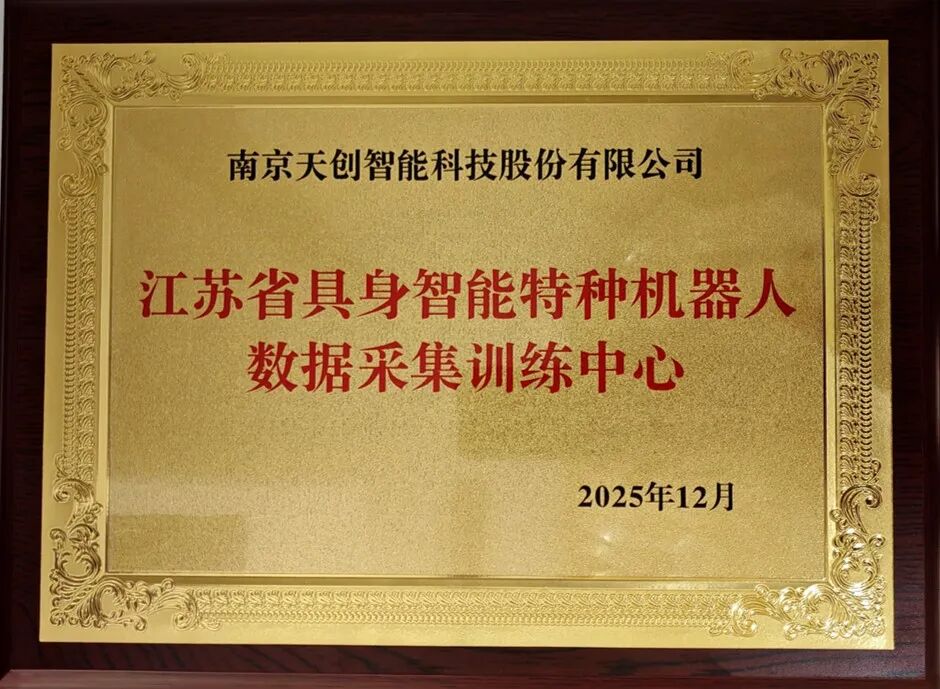 南京天创智能科技股份有限公司
江苏省具身智能特种机器人
数据采集训练中心
2025年12月